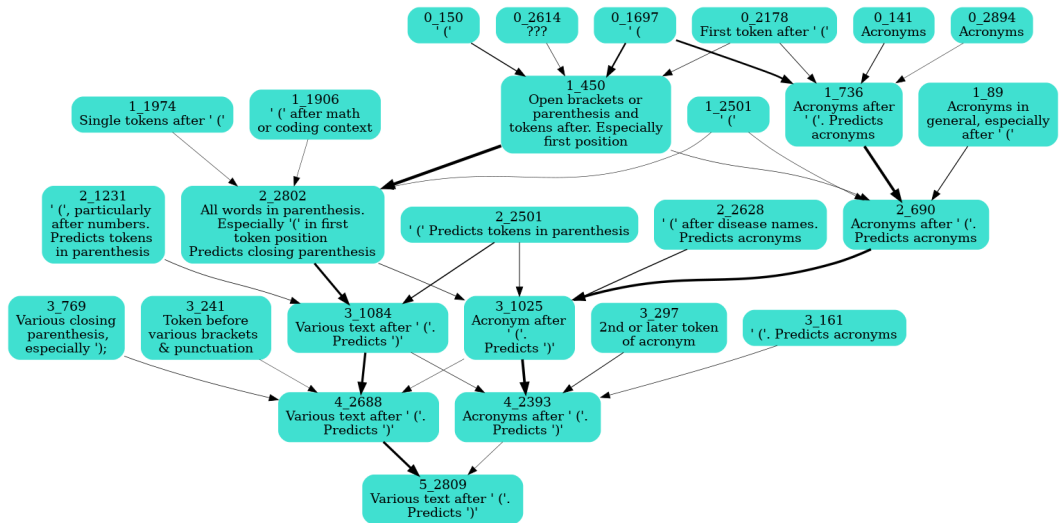 0_150
' ('
0_2614
???
0_1697
' (
0_2178
First token after ' ('
0_141
Acronyms
0_2894
Acronyms
1_1974
Single tokens after ' ('
1_1906
' (' after math
or coding context
1_450
Open brackets or
parenthesis and
tokens after. Especially
first position
1_2501
' ('
1_736
Acronyms after
' ('. Predicts
acronyms
1_89
Acronyms in
general, especially
after ' ('
2_1231
' (', particularly
after numbers.
Predicts tokens
in parenthesis
2_2802
All words in parenthesis.
Especially '(' in first
token position
Predicts closing parenthesis
2_2501
' (' Predicts tokens in parenthesis
2_2628
' (' after disease names.
Predicts acronyms
2_690
Acronyms after ' ('.
Predicts acronyms
3_769
Various closing
parenthesis,
especially ');
3_241
Token before
various brackets
& punctuation
3_1084
Various text after ' ('.
Predicts ')'
3_1025
Acronym after
' ('.
Predicts ')'
3_297
2nd or later token
of acronym
3_161
' ('. Predicts acronyms
4_2688
Various text after ' ('.
Predicts ')'
4_2393
Acronyms after ' ('.
Predicts ')'
5_2809
Various text after ' ('.
Predicts ')'